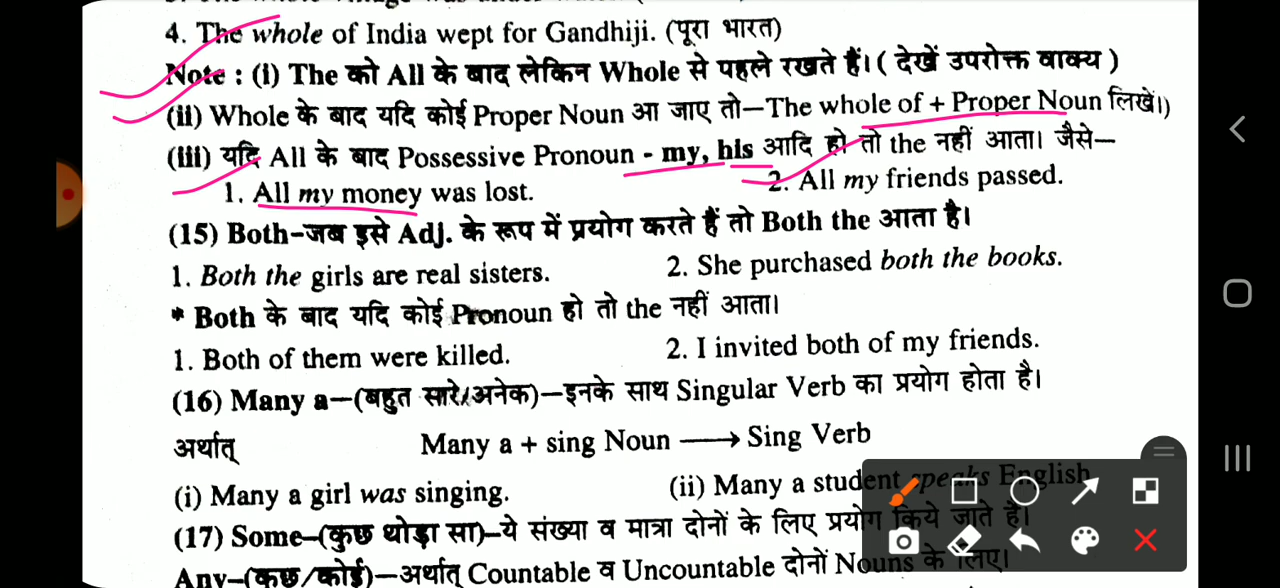 4. The whole of India wept for Gandhiji. (पूरा भारत)
Note : (i) The को All के बाद लेकिन Whole से पहले रखते हैं। ( देखें उपरोक्त वाक्य )
(ii) Whole के बाद यदि कोई Proper Noun आ जाए तो—The whole of + Proper Noun लिखें।)
(iii) यदि All के बाद Possessive Pronoun - my, his आदि हो तो the नहीं आता। जैसे—
1. All my money was lost. 2. All my friends passed.
(15) Both–जब इसे Adj. के रूप में प्रयोग करते हैं तो Both the आता है।
1. Both the girls are real sisters. 2. She purchased both the books.
* Both के बाद यदि कोई Pronoun हो तो the नहीं आता।
1. Both of them were killed. 2. I invited both of my friends.
(16) Many a—(बहुत सारे/अनेक)—इनके साथ Singular Verb का प्रयोग होता है।
अर्थात् Many a + sing Noun ⟶ Sing Verb
(i) Many a girl was singing. (ii) Many a student speaks English
(17) Some–(कुछ थोड़ा सा)–ये संख्या व मात्रा दोनों के लिए प्रयोग किये जाते हैं।
Any–(कुछ/कोई)—अर्थात् Countable व Uncountable दोनों Nouns के लिए।